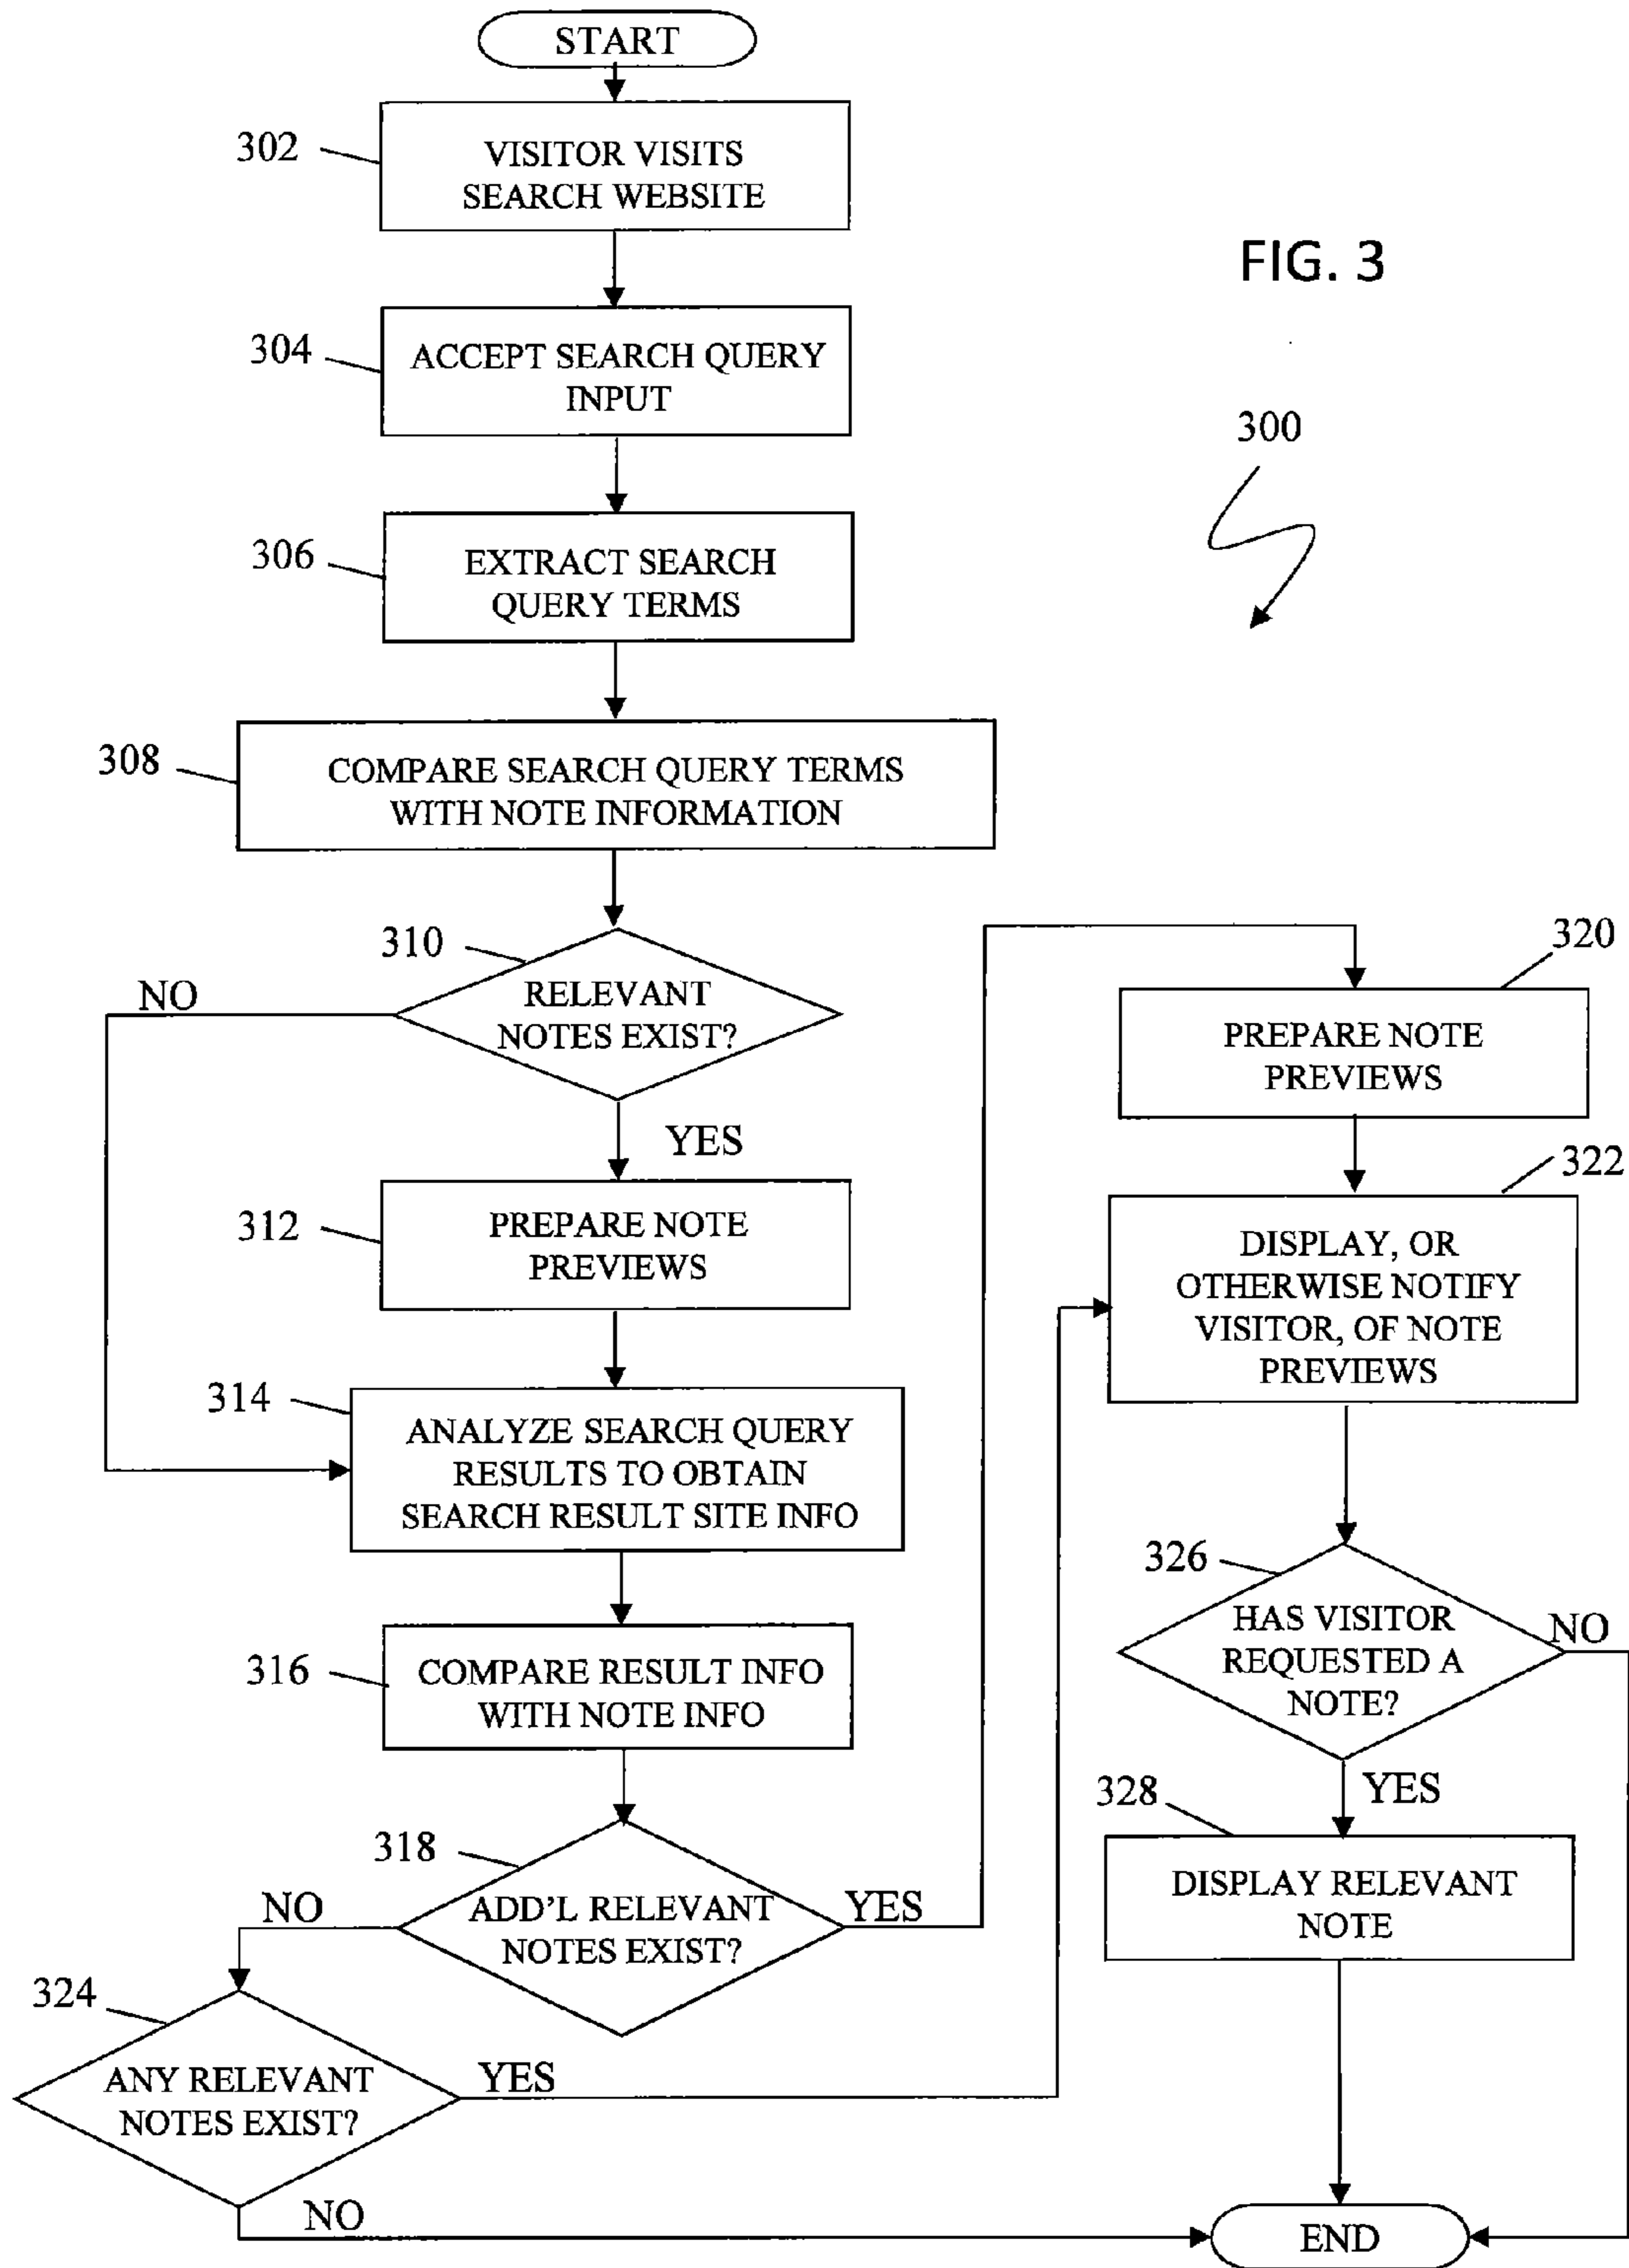 START
302
VISITOR VISITS
SEARCH WEBSITE
FIG. 3
304
ACCEPT SEARCH QUERY
INPUT
300
306
EXTRACT SEARCH
QUERY TERMS
308
COMPARE SEARCH QUERY TERMS
WITH NOTE INFORMATION
310
RELEVANT
NOTES EXIST?
NO
YES
312
PREPARE NOTE
PREVIEWS
314
ANALYZE SEARCH QUERY
RESULTS TO OBTAIN
SEARCH RESULT SITE INFO
316
COMPARE RESULT INFO
WITH NOTE INFO
318
ADD'L RELEVANT
NOTES EXIST?
NO
YES
324
ANY RELEVANT
NOTES EXIST?
YES
NO
320
PREPARE NOTE
PREVIEWS
322
DISPLAY, OR
OTHERWISE NOTIFY
VISITOR, OF NOTE
PREVIEWS
326
HAS VISITOR
REQUESTED A
NOTE?
NO
YES
328
DISPLAY RELEVANT
NOTE
END